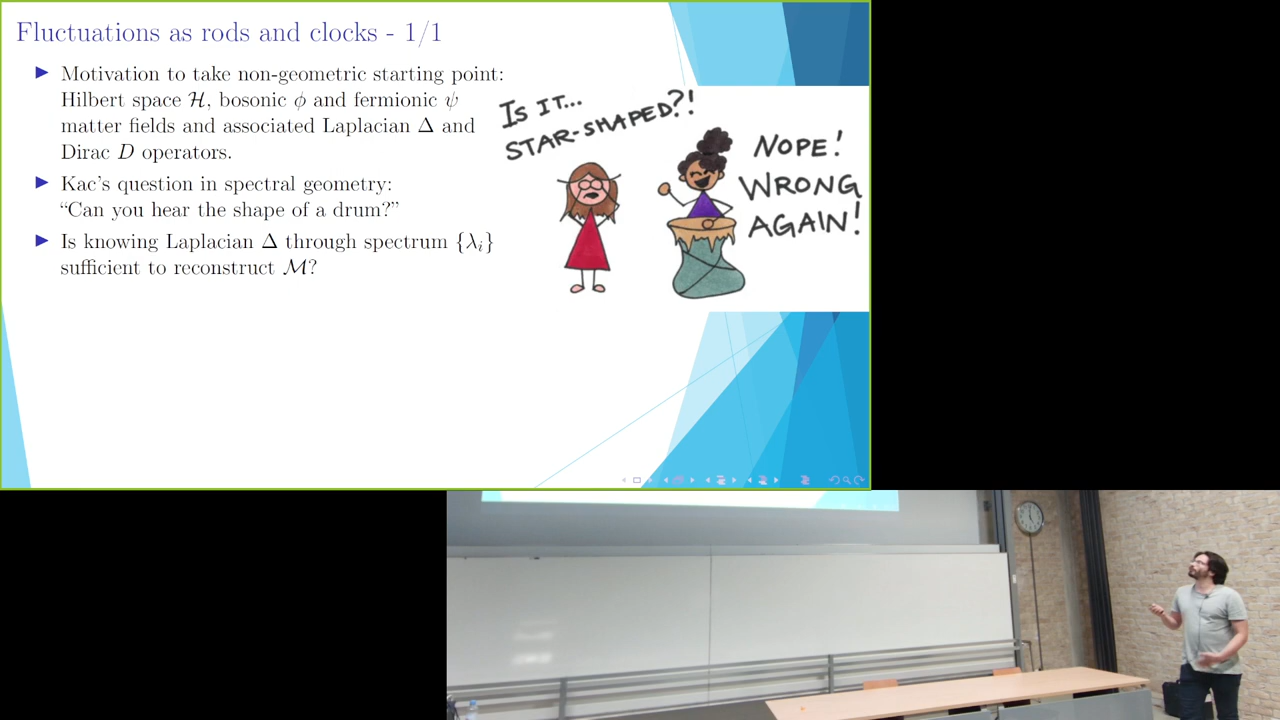 Fluctuations as rods and clocks - 1/1
Motivation to take non-geometric starting point:
Hilbert space ℋ, bosonic ϕ and fermionic ψ
matter fields and associated Laplacian Δ and
Dirac D operators.
Kac's question in spectral geometry:
“Can you hear the shape of a drum?”
Is knowing Laplacian Δ through spectrum {λᵢ}
sufficient to reconstruct ℳ?
IS IT...
STAR-SHAPED?!
NOPE!
WRONG
AGAIN!